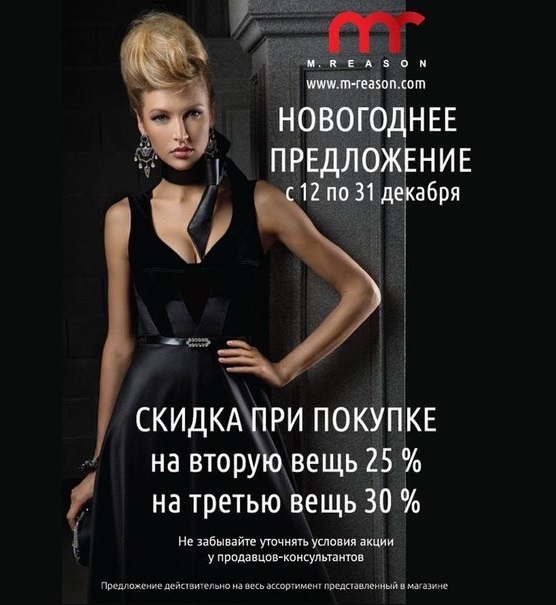 mr
M.REASON
www.m-reason.com
НОВОГОДНЕЕ
ПРЕДЛОЖЕНИЕ
с 12 по 31 декабря
СКИДКА ПРИ ПОКУПКЕ
на вторую вещь 25 %
на третью вещь 30 %
Не забывайте уточнять условия акции
у продавцов-консультантов
Предложение действительно на весь ассортимент представленный в магазине